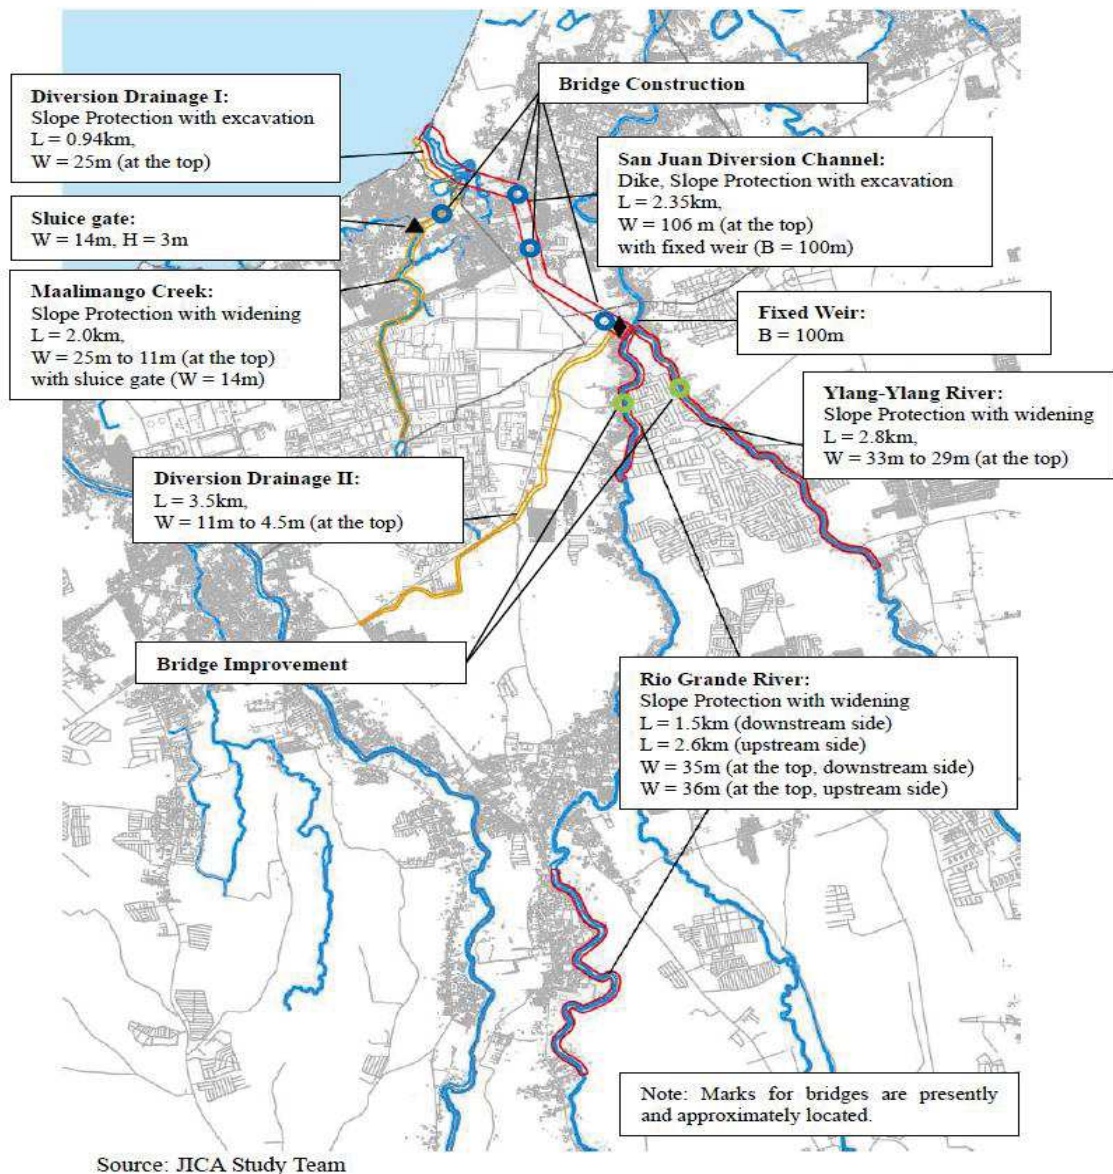 Bridge Construction
Diversion Drainage I:
Slope Protection with excavation
L = 0.94km,
W = 25m (at the top)
San Juan Diversion Channel:
Dike, Slope Protection with excavation
L = 2.35km,
W = 106 m (at the top)
with fixed weir (B = 100m)
Sluice gate:
W = 14m, H = 3m
Maalimango Creek:
Slope Protection with widening
L = 2.0km,
W = 25m to 11m (at the top)
with sluice gate (W = 14m)
Fixed Weir:
B = 100m
Ylang-Ylang River:
Slope Protection with widening
L = 2.8km,
W = 33m to 29m (at the top)
Diversion Drainage II:
L = 3.5km,
W = 11m to 4.5m (at the top)
Bridge Improvement
Rio Grande River:
Slope Protection with widening
L = 1.5km (downstream side)
L = 2.6km (upstream side)
W = 35m (at the top, downstream side)
W = 36m (at the top, upstream side)
Note: Marks for bridges are presently
and approximately located.
Source: JICA Study Team